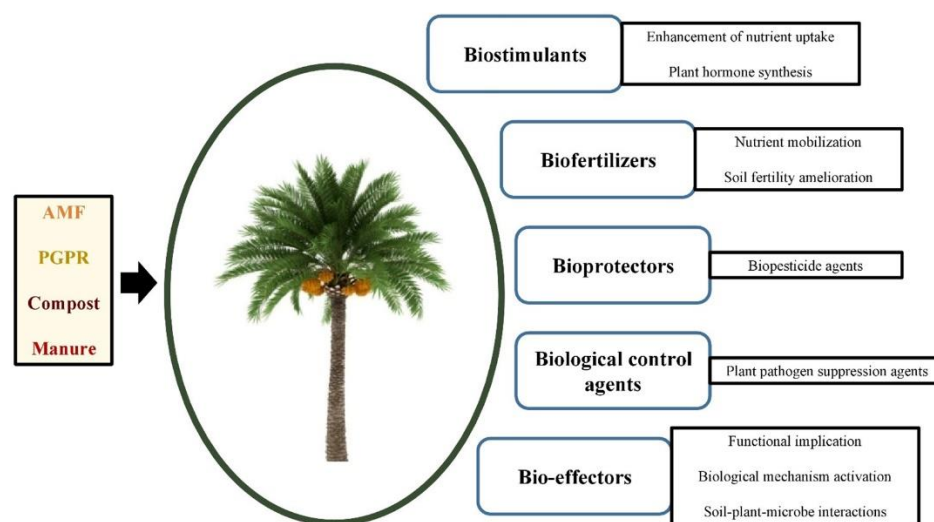 AMF
PGPR
Compost
Manure
Biostimulants
Enhancement of nutrient uptake
Plant hormone synthesis
Biofertilizers
Nutrient mobilization
Soil fertility amelioration
Bioprotectors
Biopesticide agents
Biological control
agents
Plant pathogen suppression agents
Bio-effectors
Functional implication
Biological mechanism activation
Soil-plant-microbe interactions